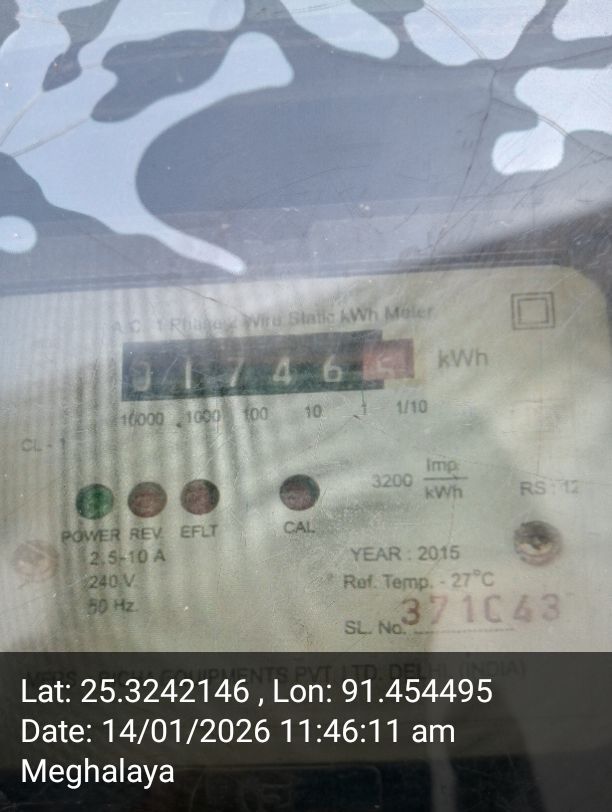 A.C. 1 Phase 2 Wire Static kWh Meter
0 1 7 4 6 kWh
10000 1000 100 10 1 1/10
CL - 1
3200 Imp
kWh
RS : 12
POWER REV. EFLT CAL
2.5-10 A
YEAR : 2015
240 V.
Ref. Temp. - 27°C
50 Hz.
SL. No. 371043
EQUIPMENTS PVT. LTD. DELHI (INDIA)
Lat: 25.3242146 , Lon: 91.454495
Date: 14/01/2026 11:46:11 am
Meghalaya